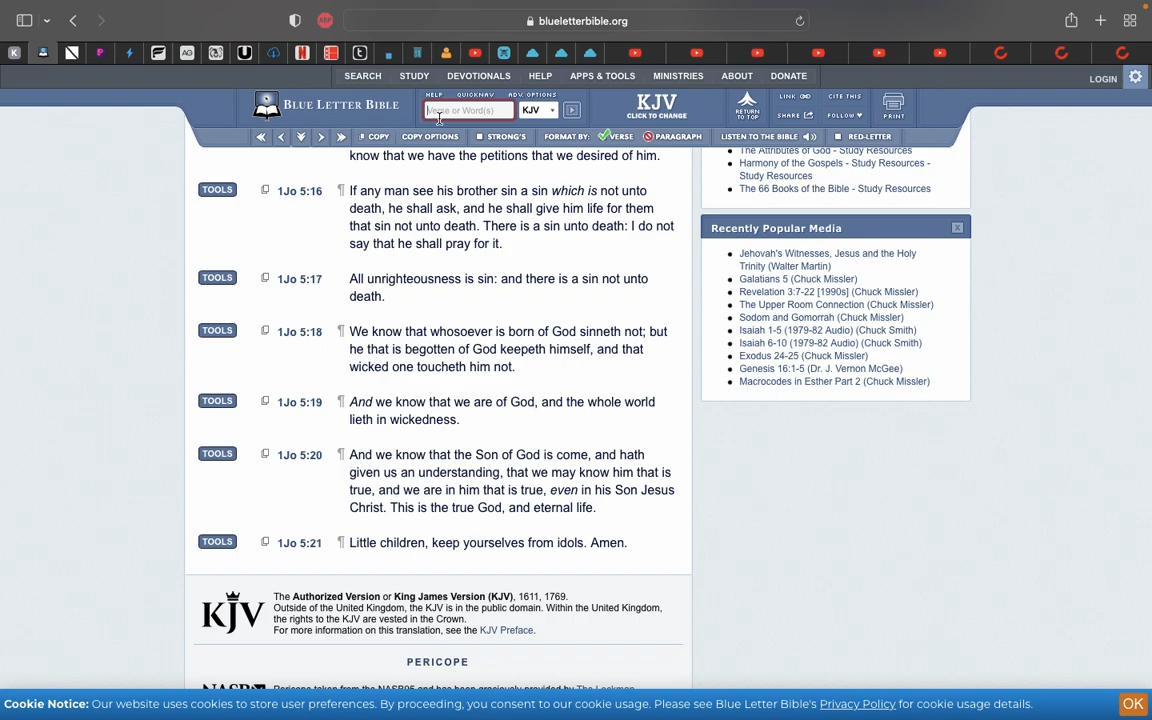 blueletterbible.org
SEARCH STUDY DEVOTIONALS HELP APPS & TOOLS MINISTRIES ABOUT DONATE
LOGIN
BLUE LETTER BIBLE
HELP QUICKNAV ADV. OPTIONS
Verse or Word(s) KJV
KJV
CLICK TO CHANGE
RETURN TO TOP
LINK CITE THIS
SHARE FOLLOW
PRINT
COPY COPY OPTIONS STRONG'S FORMAT BY: VERSE PARAGRAPH LISTEN TO THE BIBLE RED-LETTER
know that we have the petitions that we desired of him.
TOOLS 1Jo 5:16 ¶ If any man see his brother sin a sin which is not unto
death, he shall ask, and he shall give him life for them
that sin not unto death. There is a sin unto death: I do not
say that he shall pray for it.
TOOLS 1Jo 5:17 All unrighteousness is sin: and there is a sin not unto
death.
TOOLS 1Jo 5:18 ¶ We know that whosoever is born of God sinneth not; but
he that is begotten of God keepeth himself, and that
wicked one toucheth him not.
TOOLS 1Jo 5:19 ¶ And we know that we are of God, and the whole world
lieth in wickedness.
TOOLS 1Jo 5:20 ¶ And we know that the Son of God is come, and hath
given us an understanding, that we may know him that is
true, and we are in him that is true, even in his Son Jesus
Christ. This is the true God, and eternal life.
TOOLS 1Jo 5:21 ¶ Little children, keep yourselves from idols. Amen.
KJV
The Authorized Version or King James Version (KJV), 1611, 1769.
Outside of the United Kingdom, the KJV is in the public domain. Within the United Kingdom,
the rights to the KJV are vested in the Crown.
For more information on this translation, see the KJV Preface.
PERICOPE
The Attributes of God - Study Resources
Harmony of the Gospels - Study Resources -
Study Resources
The 66 Books of the Bible - Study Resources
Recently Popular Media x
Jehovah's Witnesses, Jesus and the Holy
Trinity (Walter Martin)
Galatians 5 (Chuck Missler)
Revelation 3:7-22 [1990s] (Chuck Missler)
The Upper Room Connection (Chuck Missler)
Sodom and Gomorrah (Chuck Missler)
Isaiah 1-5 (1979-82 Audio) (Chuck Smith)
Isaiah 6-10 (1979-82 Audio) (Chuck Smith)
Exodus 24-25 (Chuck Missler)
Genesis 16:1-5 (Dr. J. Vernon McGee)
Macrocodes in Esther Part 2 (Chuck Missler)
Cookie Notice: Our website uses cookies to store user preferences. By proceeding, you consent to our cookie usage. Please see Blue Letter Bible's Privacy Policy for cookie usage details. OK